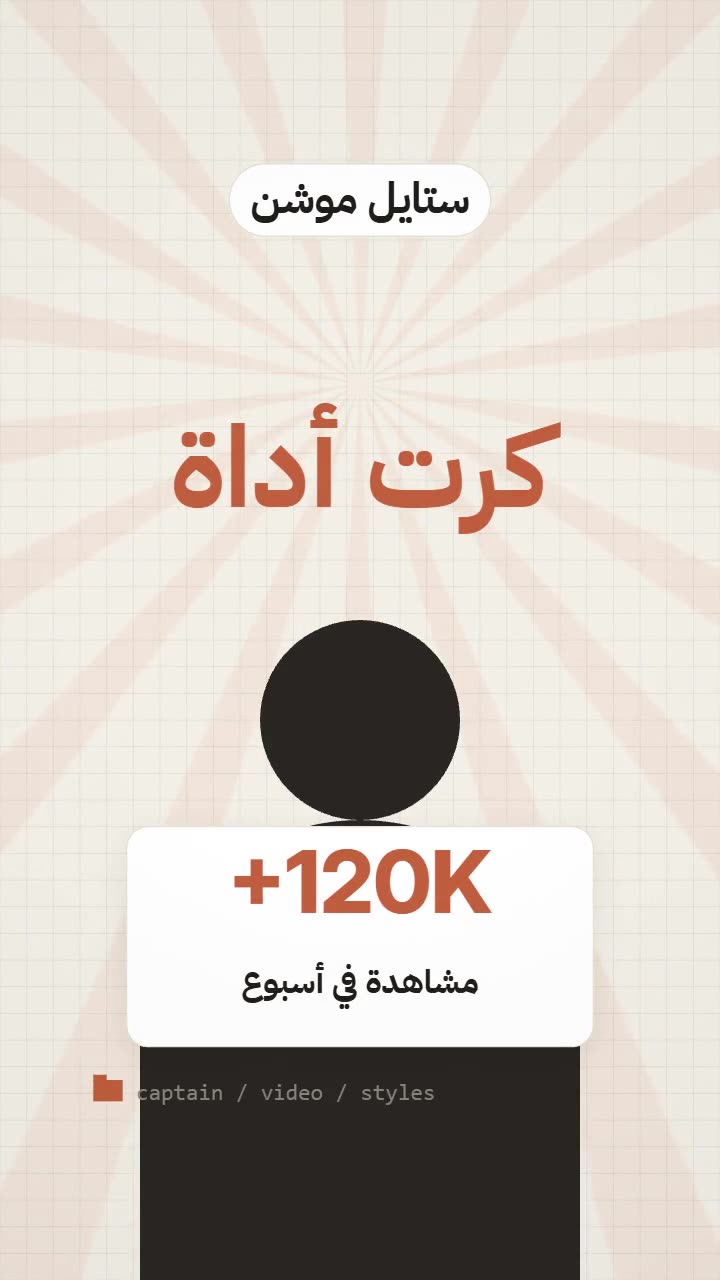 ستايل موشن
كرت أداة
+120K
مشاهدة في أسبوع
captain / video / styles